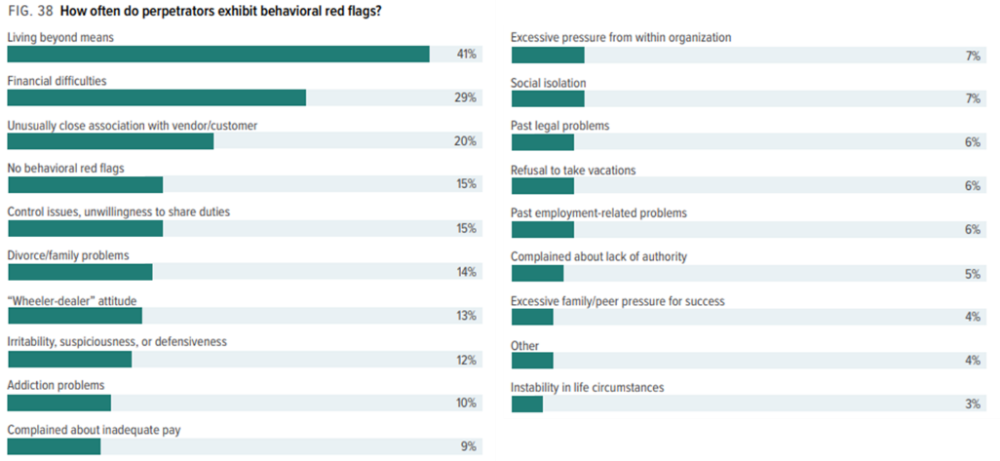 FIG. 38 How often do perpetrators exhibit behavioral red flags?
Living beyond means
41%
Financial difficulties
29%
Unusually close association with vendor/customer
20%
No behavioral red flags
15%
Control issues, unwillingness to share duties
15%
Divorce/family problems
14%
“Wheeler-dealer” attitude
13%
Irritability, suspiciousness, or defensiveness
12%
Addiction problems
10%
Complained about inadequate pay
9%
Excessive pressure from within organization
7%
Social isolation
7%
Past legal problems
6%
Refusal to take vacations
6%
Past employment-related problems
6%
Complained about lack of authority
5%
Excessive family/peer pressure for success
4%
Other
4%
Instability in life circumstances
3%